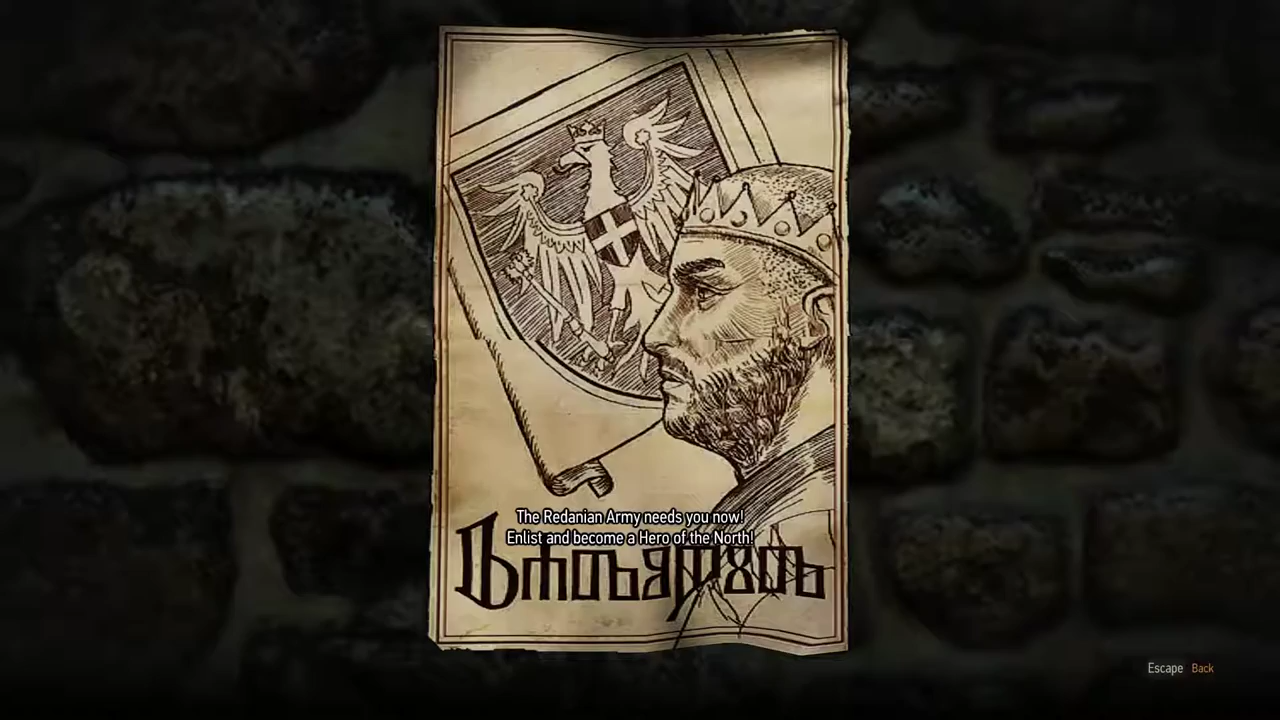 The Redanian Army needs you now!
Enlist and become a Hero of the North!
Escape Back